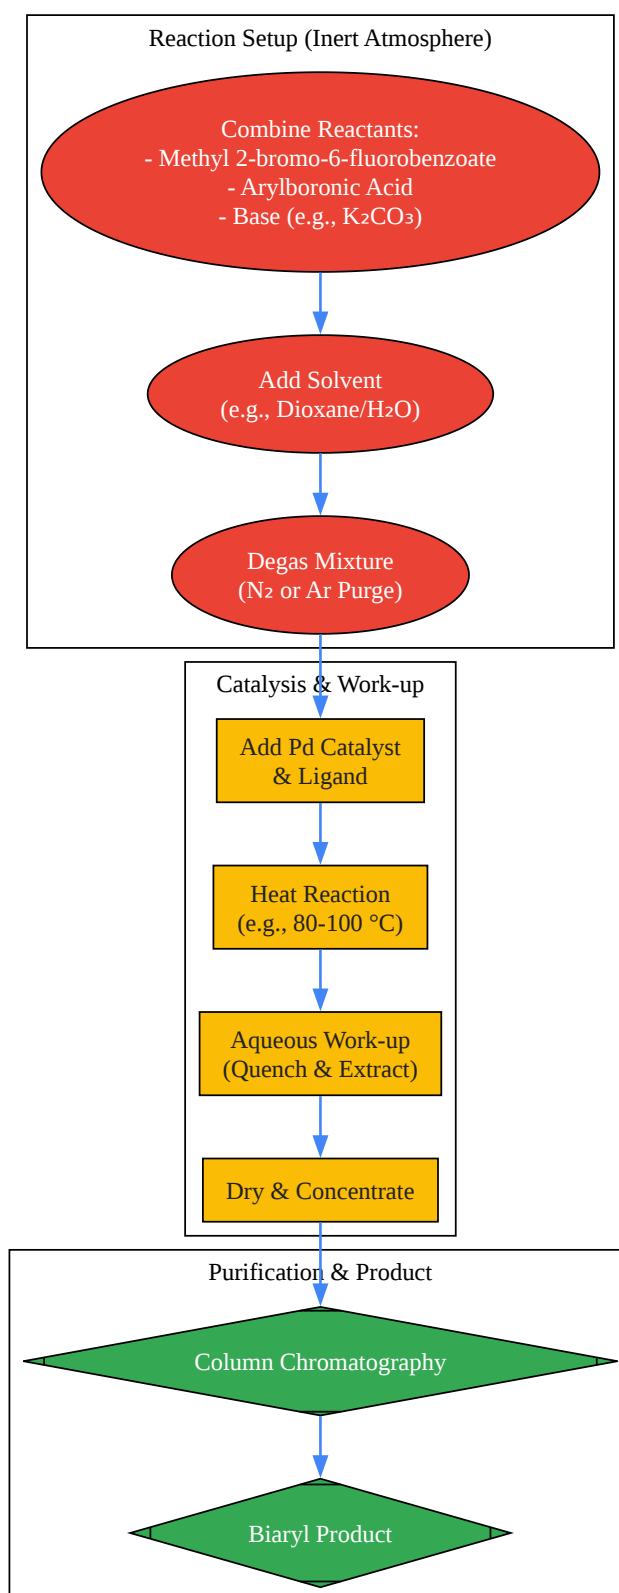 Reaction Setup (Inert Atmosphere)
Combine Reactants:
- Methyl 2-bromo-6-fluorobenzoate
- Arylboronic Acid
- Base (e.g., K₂CO₃)
Add Solvent
(e.g., Dioxane/H₂O)
Degas Mixture
(N₂ or Ar Purge)
Catalysis & Work-up
Add Pd Catalyst
& Ligand
Heat Reaction
(e.g., 80-100 °C)
Aqueous Work-up
(Quench & Extract)
Dry & Concentrate
Purification & Product
Column Chromatography
Biaryl Product